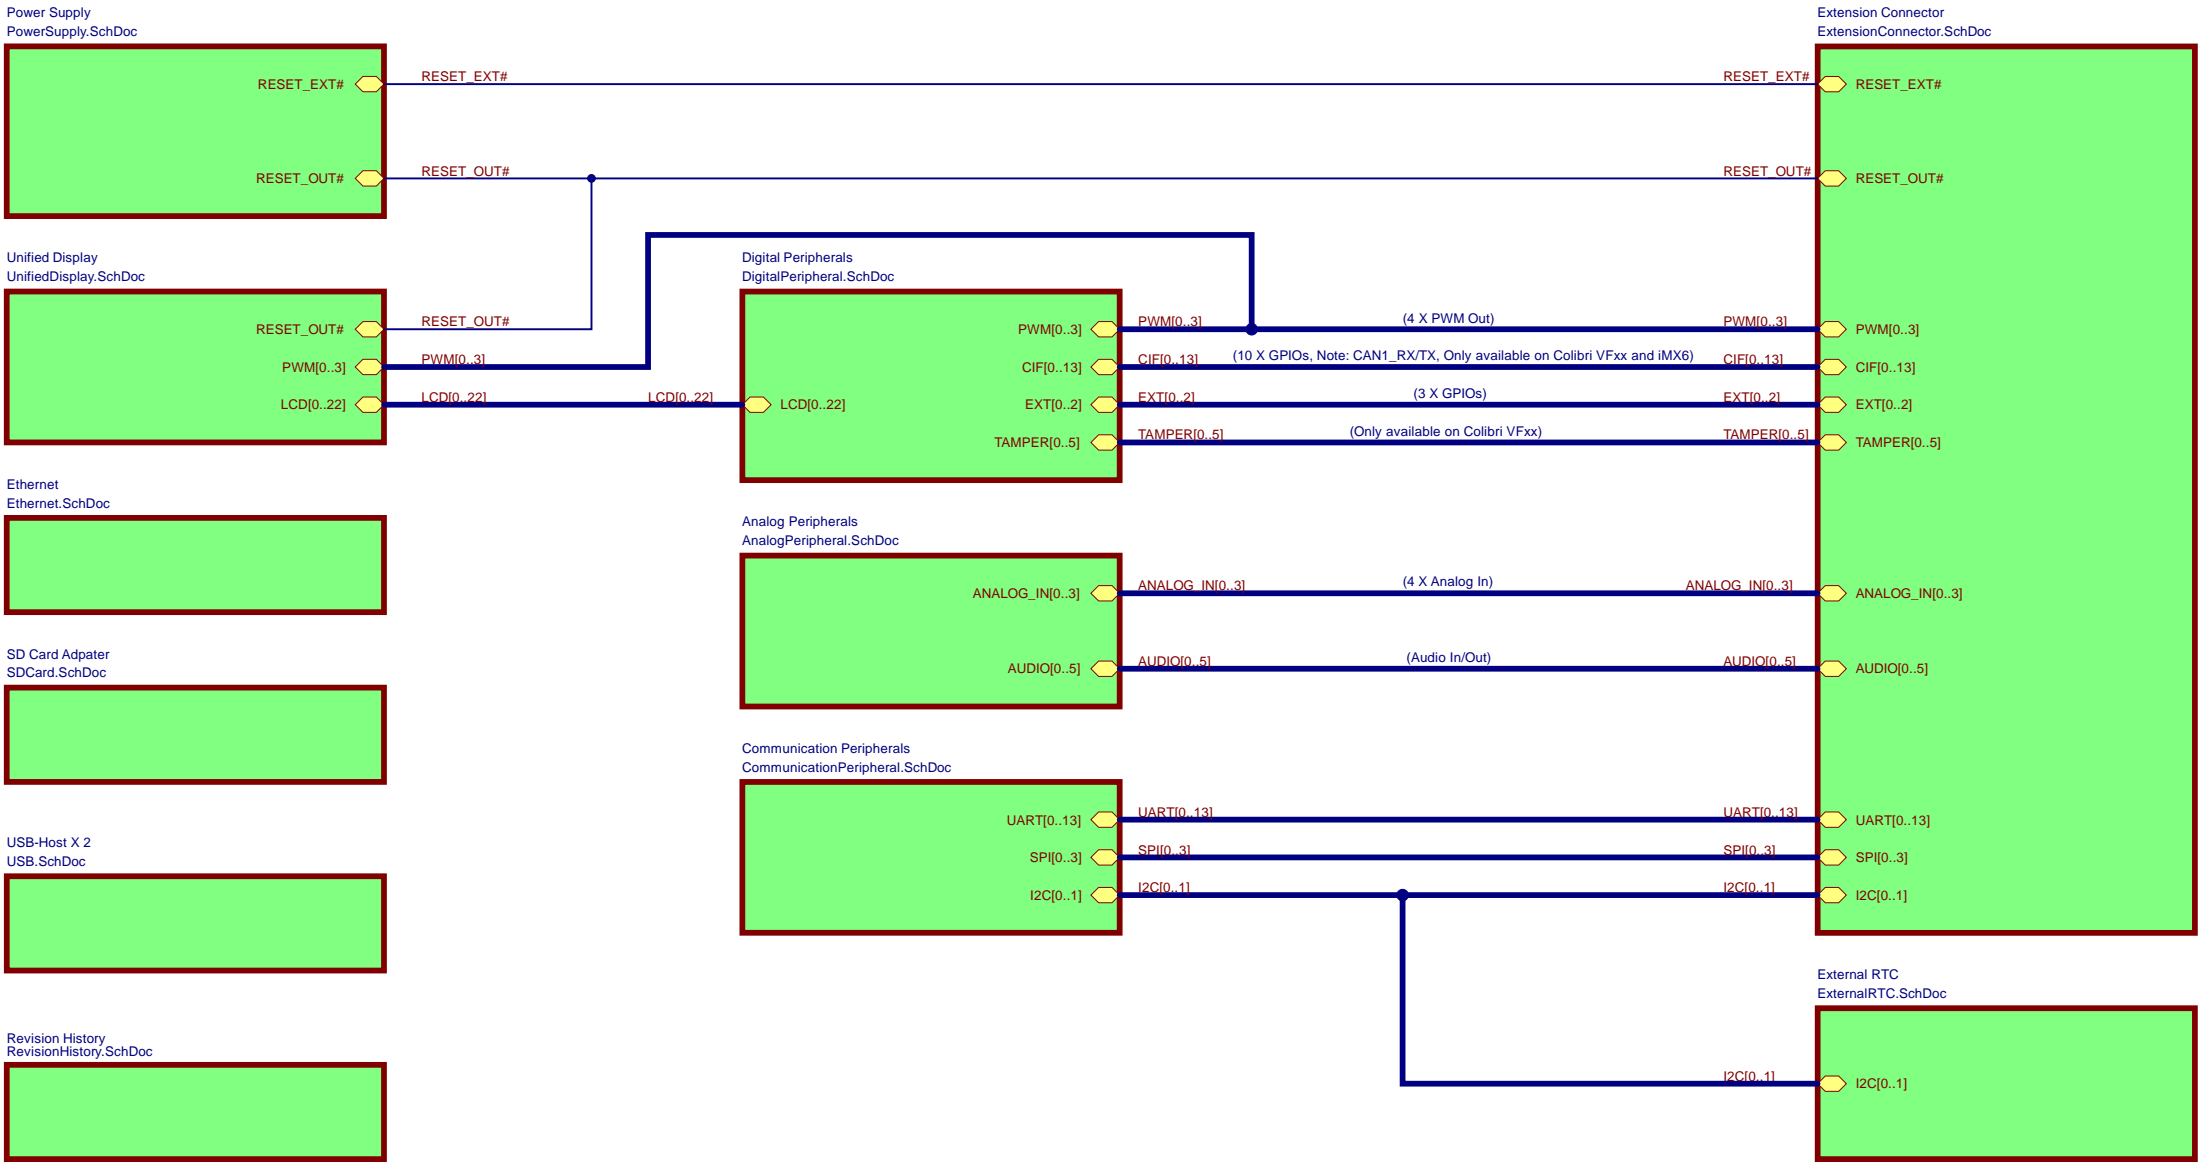 Power Supply
PowerSupply.SchDoc
RESET_EXT#
RESET_EXT#
RESET_OUT#
RESET_OUT#
Unified Display
UnifiedDisplay.SchDoc
RESET_OUT#
RESET_OUT#
PWM[0..3]
PWM[0..3]
LCD[0..22]
LCD[0..22]
LCD[0..22]
Ethernet
Ethernet.SchDoc
SD Card Adpater
SDCard.SchDoc
USB-Host X 2
USB.SchDoc
Revision History
RevisionHistory.SchDoc
Digital Peripherals
DigitalPeripheral.SchDoc
LCD[0..22]
PWM[0..3]
PWM[0..3]
(4 X PWM Out)
PWM[0..3]
CIF[0..13]
CIF[0..13]
(10 X GPIOs, Note: CAN1_RX/TX, Only available on Colibri VFxx and iMX6)
CIF[0..13]
EXT[0..2]
EXT[0..2]
(3 X GPIOs)
EXT[0..2]
TAMPER[0..5]
TAMPER[0..5]
(Only available on Colibri VFxx)
TAMPER[0..5]
Analog Peripherals
AnalogPeripheral.SchDoc
ANALOG_IN[0..3]
ANALOG_IN[0..3]
(4 X Analog In)
ANALOG_IN[0..3]
AUDIO[0..5]
AUDIO[0..5]
(Audio In/Out)
AUDIO[0..5]
Communication Peripherals
CommunicationPeripheral.SchDoc
UART[0..13]
UART[0..13]
UART[0..13]
SPI[0..3]
SPI[0..3]
SPI[0..3]
I2C[0..1]
I2C[0..1]
I2C[0..1]
Extension Connector
ExtensionConnector.SchDoc
RESET_EXT#
RESET_EXT#
RESET_OUT#
RESET_OUT#
PWM[0..3]
CIF[0..13]
EXT[0..2]
TAMPER[0..5]
ANALOG_IN[0..3]
AUDIO[0..5]
UART[0..13]
SPI[0..3]
I2C[0..1]
External RTC
ExternalRTC.SchDoc
I2C[0..1]
I2C[0..1]